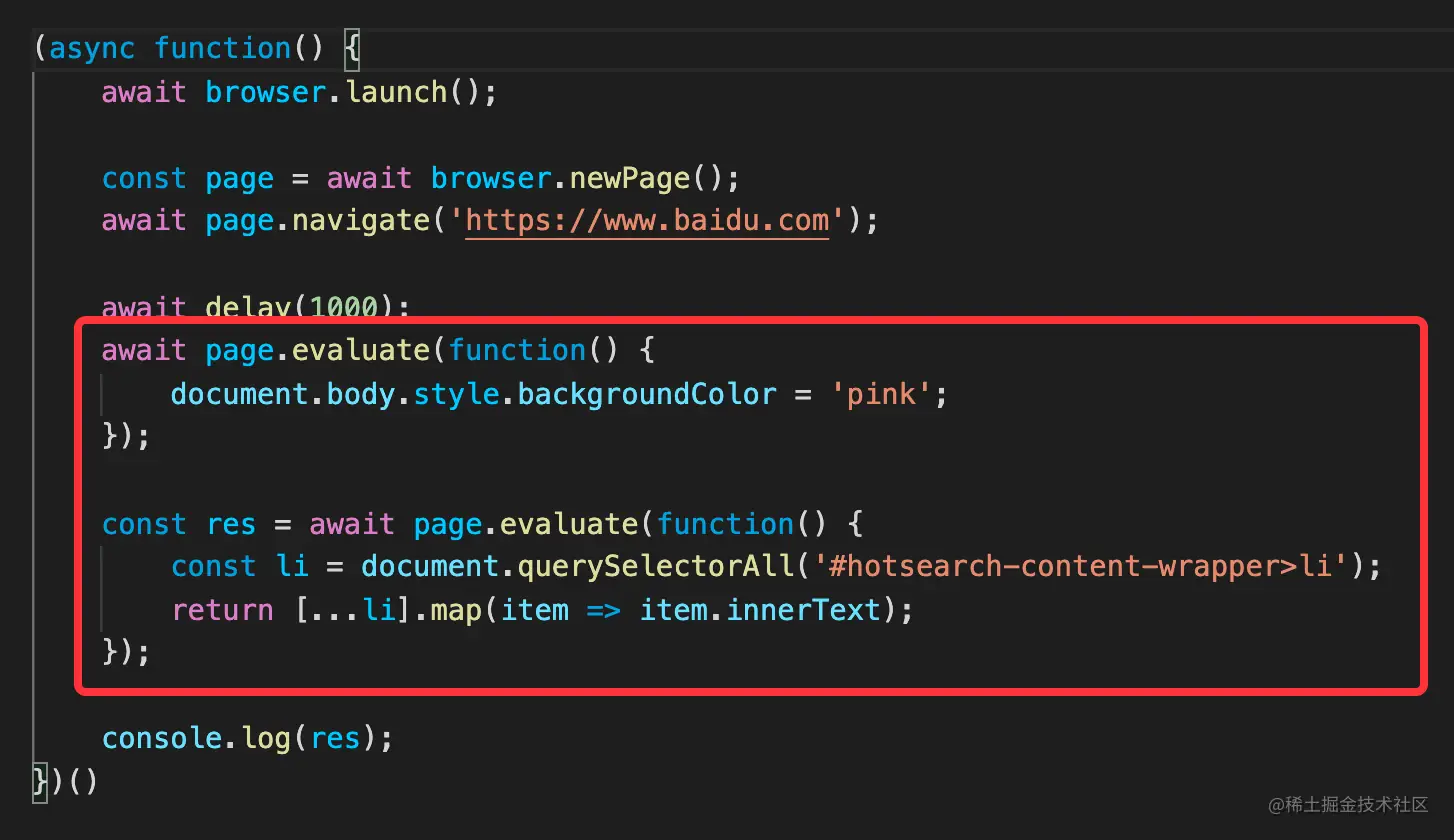 (async function() {
    await browser.launch();

    const page = await browser.newPage();
    await page.navigate('https://www.baidu.com');

    await delay(1000);
    await page.evaluate(function() {
        document.body.style.backgroundColor = 'pink';
    });

    const res = await page.evaluate(function() {
        const li = document.querySelectorAll('#hotsearch-content-wrapper>li');
        return [...li].map(item => item.innerText);
    });

    console.log(res);
})()
@稀土掘金技术社区